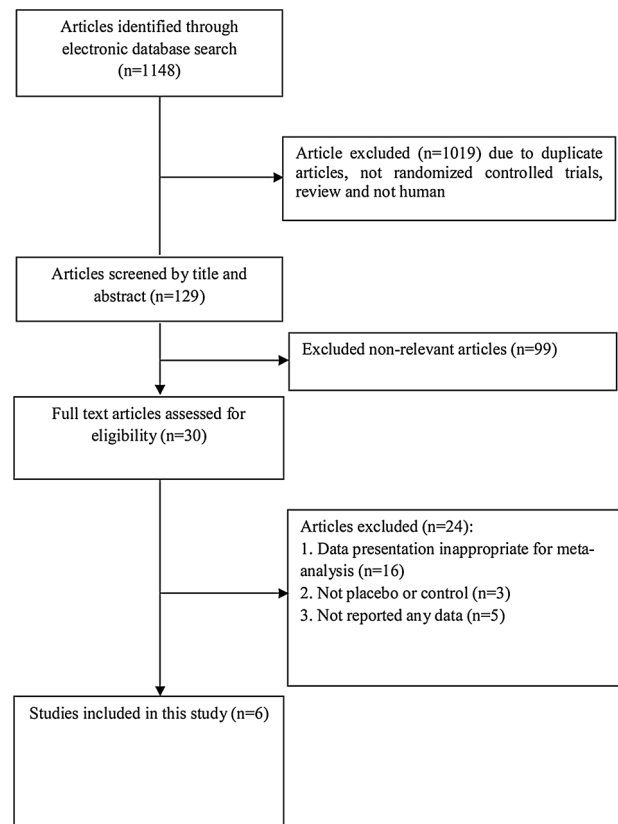 Articles identified through
electronic database search
(n=1148)
Article excluded (n=1019) due to duplicate
articles, not randomized controlled trials,
review and not human
Articles screened by title and
abstract (n=129)
Excluded non-relevant articles (n=99)
Full text articles assessed for
eligibility (n=30)
Articles excluded (n=24):
1. Data presentation inappropriate for meta-
analysis (n=16)
2. Not placebo or control (n=3)
3. Not reported any data (n=5)
Studies included in this study (n=6)